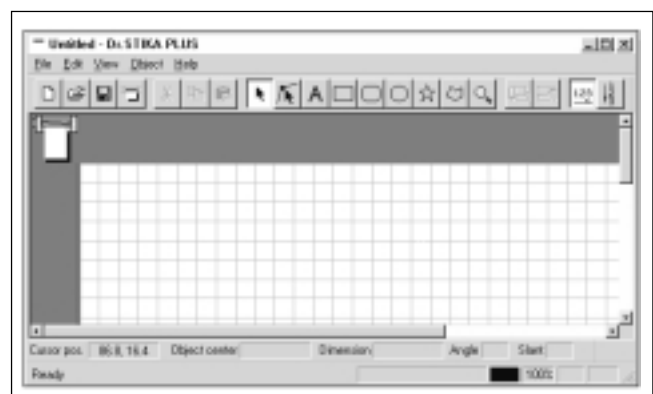 Untitled - Dr. STIKA PLUS
File Edit View Object Help
A
Cursor pos. 86.8, 16.4 Object center Dimension Angle Slant
Ready 100%